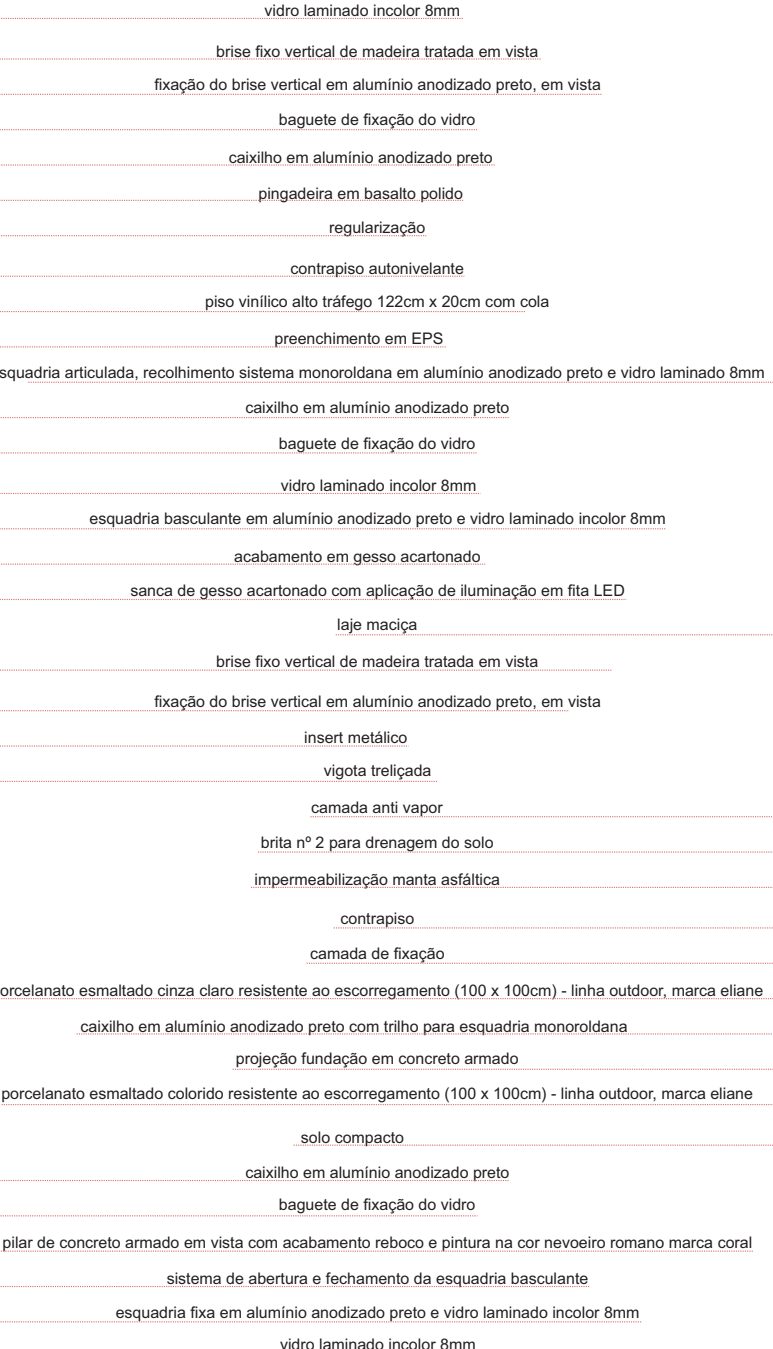 vidro laminado incolor 8mm
brise fixo vertical de madeira tratada em vista
fixação do brise vertical em alumínio anodizado preto, em vista
baguete de fixação do vidro
caixilho em alumínio anodizado preto
pingadeira em basalto polido
regularização
contrapiso autonivelante
piso vinílico alto tráfego 122cm x 20cm com cola
preenchimento em EPS
squadria articulada, recolhimento sistema monoroldana em alumínio anodizado preto e vidro laminado 8mm
caixilho em alumínio anodizado preto
baguete de fixação do vidro
vidro laminado incolor 8mm
esquadria basculante em alumínio anodizado preto e vidro laminado incolor 8mm
acabamento em gesso acartonado
sanca de gesso acartonado com aplicação de iluminação em fita LED
laje maciça
brise fixo vertical de madeira tratada em vista
fixação do brise vertical em alumínio anodizado preto, em vista
insert metálico
vigota treliçada
camada anti vapor
brita nº 2 para drenagem do solo
impermeabilização manta asfáltica
contrapiso
camada de fixação
orcelanato esmaltado cinza claro resistente ao escorregamento (100 x 100cm) - linha outdoor, marca eliane
caixilho em alumínio anodizado preto com trilho para esquadria monoroldana
projeção fundação em concreto armado
porcelanato esmaltado colorido resistente ao escorregamento (100 x 100cm) - linha outdoor, marca eliane
solo compacto
caixilho em alumínio anodizado preto
baguete de fixação do vidro
pilar de concreto armado em vista com acabamento reboco e pintura na cor nevoeiro romano marca coral
sistema de abertura e fechamento da esquadria basculante
esquadria fixa em alumínio anodizado preto e vidro laminado incolor 8mm
vidro laminado incolor 8mm